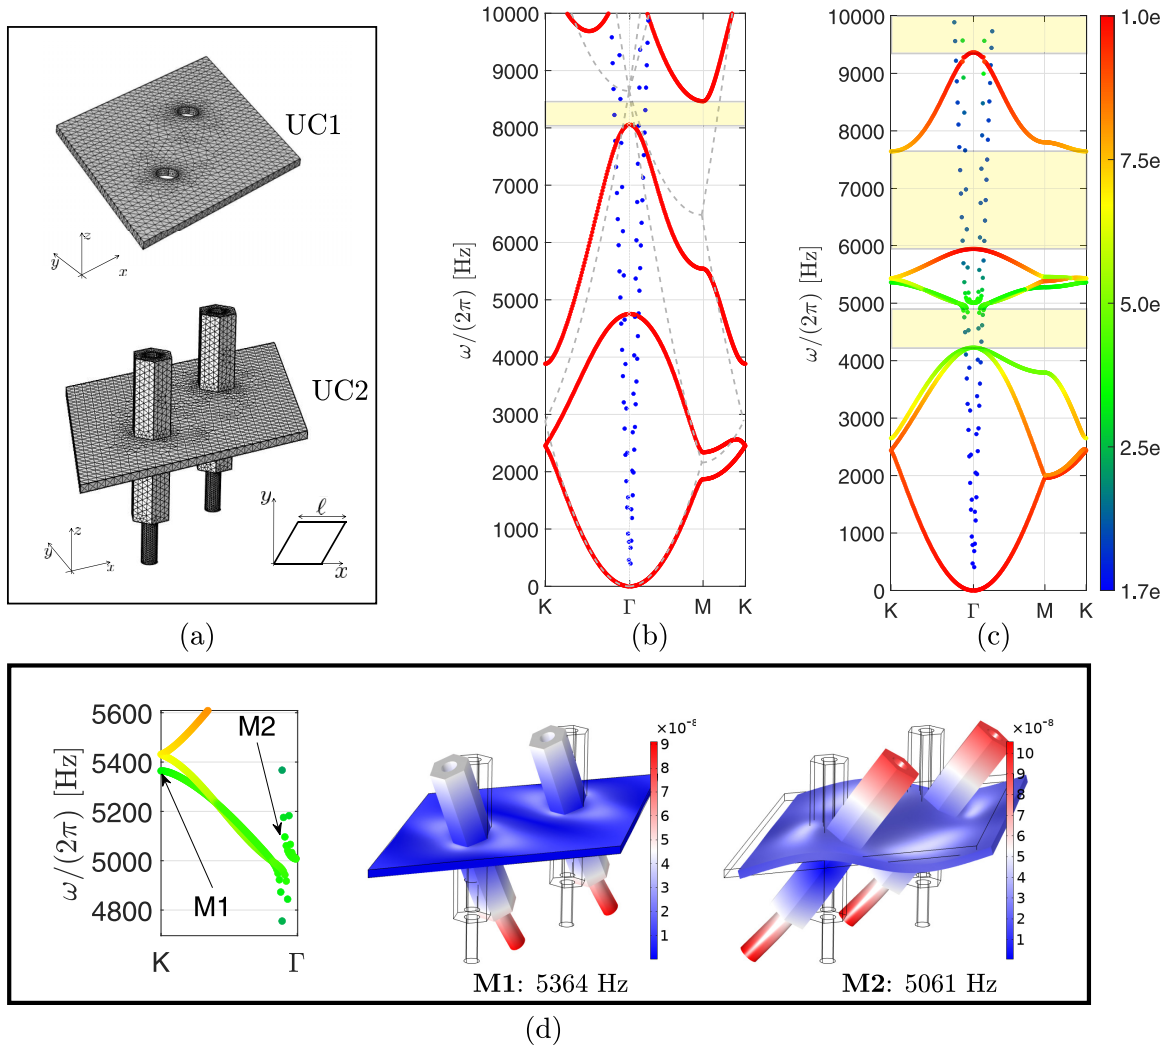 UC1
z
y
x
UC2
z
y
x
y
ℓ
x
(a)
10000
9000
8000
7000
6000
5000
4000
3000
2000
1000
0
ω/(2π) [Hz]
K Γ M K
(b)
10000
9000
8000
7000
6000
5000
4000
3000
2000
1000
0
ω/(2π) [Hz]
K Γ M K
(c)
1.0e
7.5e
5.0e
2.5e
1.7e
5600
5400
5200
5000
4800
ω/(2π) [Hz]
M2
M1
K Γ
×10⁻⁸
9
8
7
6
5
4
3
2
1
M1: 5364 Hz
×10⁻⁸
10
9
8
7
6
5
4
3
2
1
M2: 5061 Hz
(d)